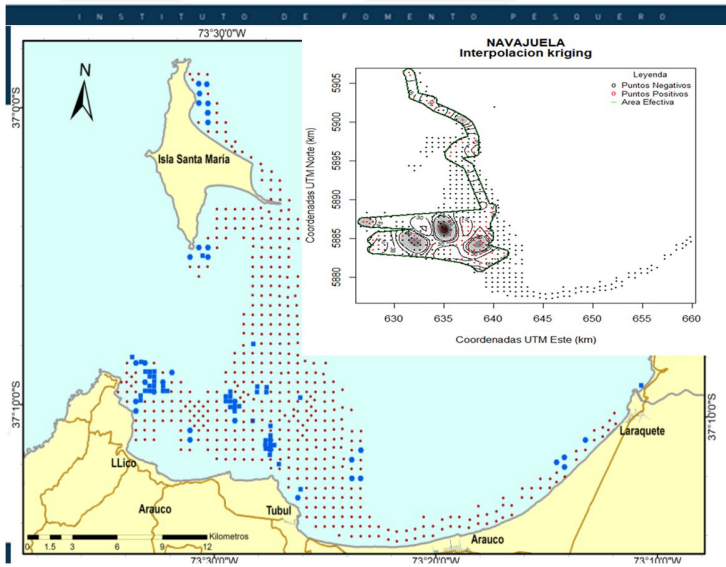 INSTITUTO DE FOMENTO PESQUERO
73°30'0"W
N
37°0'0"S
Isla Santa María
NAVAJUELA
Interpolacion kriging
Leyenda
Puntos Negativos
Puntos Positivos
Area Efectiva
Coordenadas UTM Norte (km)
5905
5900
5895
5890
5885
5880
630
635
640
645
650
655
660
Coordenadas UTM Este (km)
37°10'0"S
37°10'0"S
LLico
Arauco
Tubul
Arauco
Laraquete
Kilometros
0 1.5 3 6 9 12
73°30'0"W
73°20'0"W
73°10'0"W